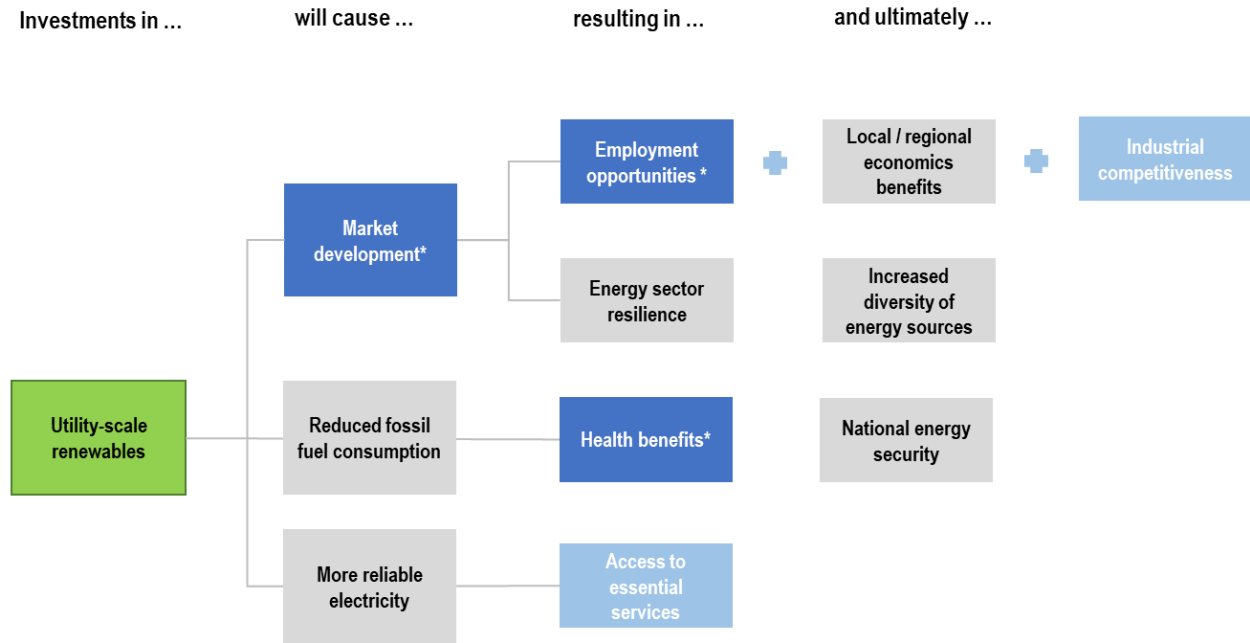 Investments in ...
will cause ...
resulting in ...
and ultimately ...
Employment
opportunities *
Local / regional
economics
benefits
Industrial
competitiveness
Market
development*
Energy sector
resilience
Increased
diversity of
energy sources
Utility-scale
renewables
Reduced fossil
fuel consumption
Health benefits*
National energy
security
More reliable
electricity
Access to
essential
services